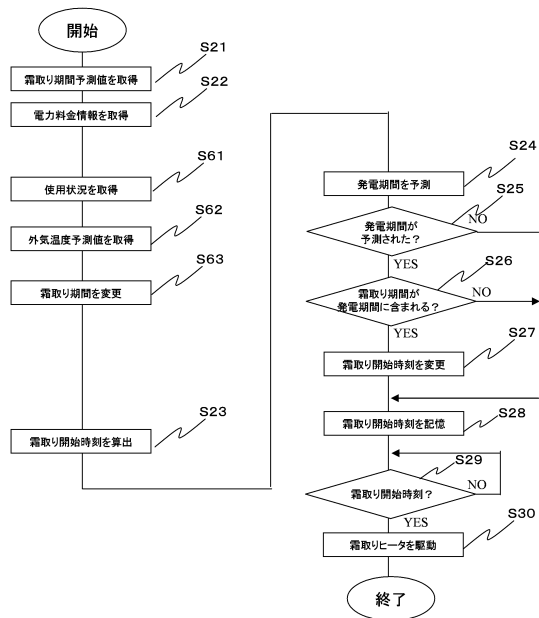 開始
S21
霜取り期間予測値を取得
S22
電力料金情報を取得
S61
使用状況を取得
S62
外気温度予測値を取得
S63
霜取り期間を変更
S23
霜取り開始時刻を算出
S24
発電期間を予測
S25
発電期間が
予測された?
NO
YES
S26
霜取り期間が
発電期間に含まれる?
NO
YES
S27
霜取り開始時刻を変更
S28
霜取り開始時刻を記憶
S29
霜取り開始時刻?
NO
YES
S30
霜取りヒータを駆動
終了